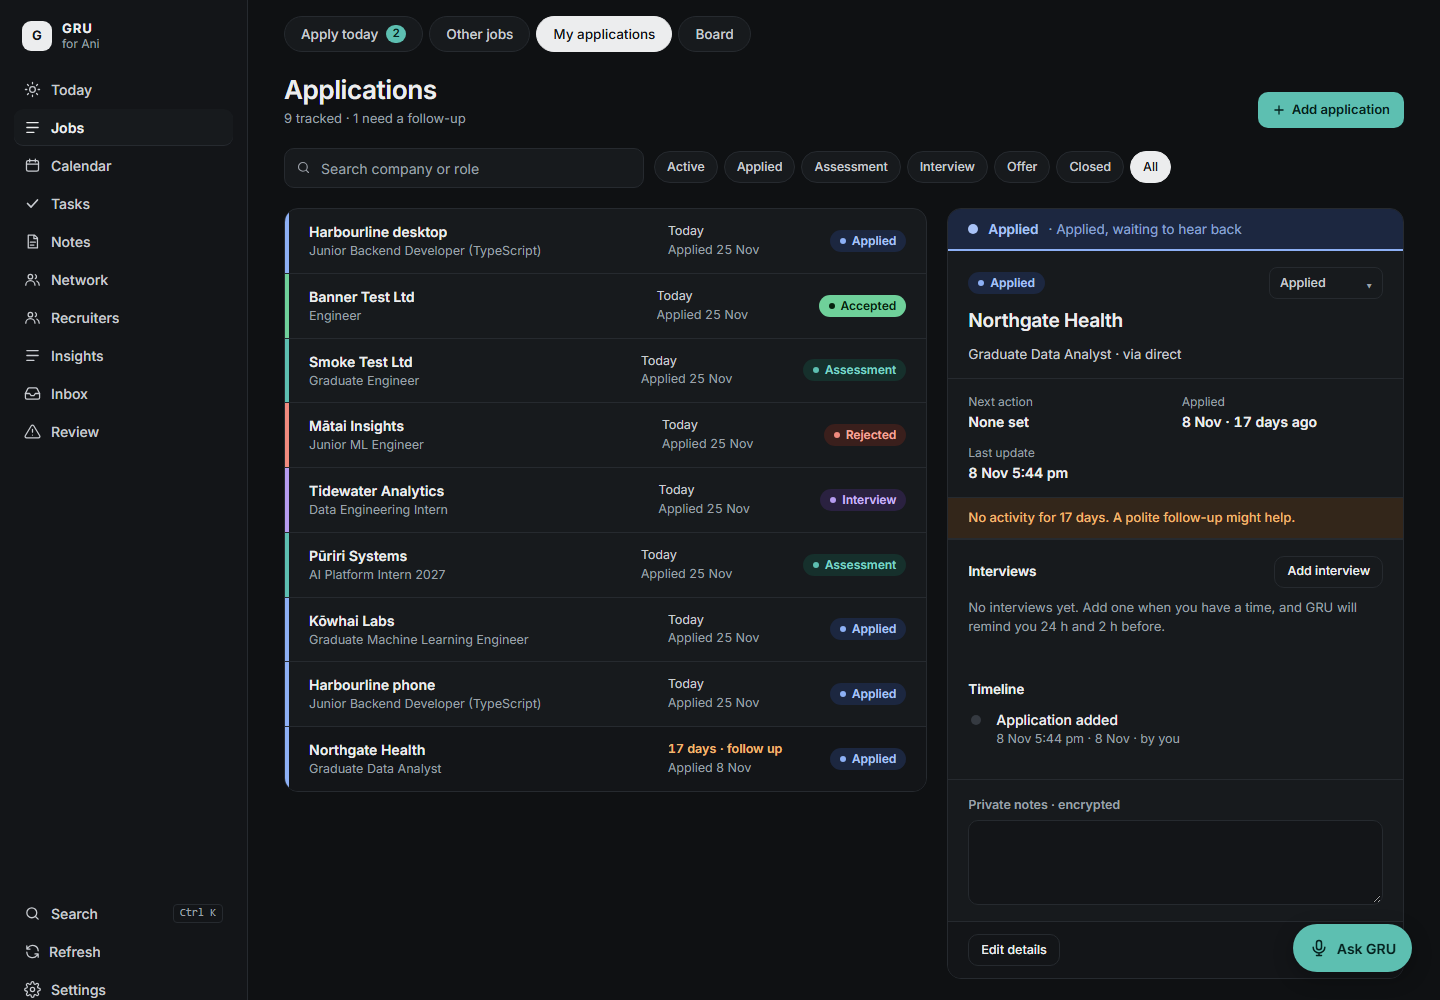 G
GRU
for Ani
Today
Jobs
Calendar
Tasks
Notes
Network
Recruiters
Insights
Inbox
Review
Search Ctrl K
Refresh
Settings
Apply today 2 Other jobs My applications Board
Applications
9 tracked · 1 need a follow-up
+ Add application
Search company or role
Active Applied Assessment Interview Offer Closed All
Harbourline desktop
Junior Backend Developer (TypeScript)
Today
Applied 25 Nov
Applied
Banner Test Ltd
Engineer
Today
Applied 25 Nov
Accepted
Smoke Test Ltd
Graduate Engineer
Today
Applied 25 Nov
Assessment
Mātai Insights
Junior ML Engineer
Today
Applied 25 Nov
Rejected
Tidewater Analytics
Data Engineering Intern
Today
Applied 25 Nov
Interview
Pūriri Systems
AI Platform Intern 2027
Today
Applied 25 Nov
Assessment
Kōwhai Labs
Graduate Machine Learning Engineer
Today
Applied 25 Nov
Applied
Harbourline phone
Junior Backend Developer (TypeScript)
Today
Applied 25 Nov
Applied
Northgate Health
Graduate Data Analyst
17 days · follow up
Applied 8 Nov
Applied
Applied · Applied, waiting to hear back
Applied
Applied
Northgate Health
Graduate Data Analyst · via direct
Next action
None set
Applied
8 Nov · 17 days ago
Last update
8 Nov 5:44 pm
No activity for 17 days. A polite follow-up might help.
Interviews
Add interview
No interviews yet. Add one when you have a time, and GRU will
remind you 24 h and 2 h before.
Timeline
Application added
8 Nov 5:44 pm · 8 Nov · by you
Private notes · encrypted
Edit details
Ask GRU